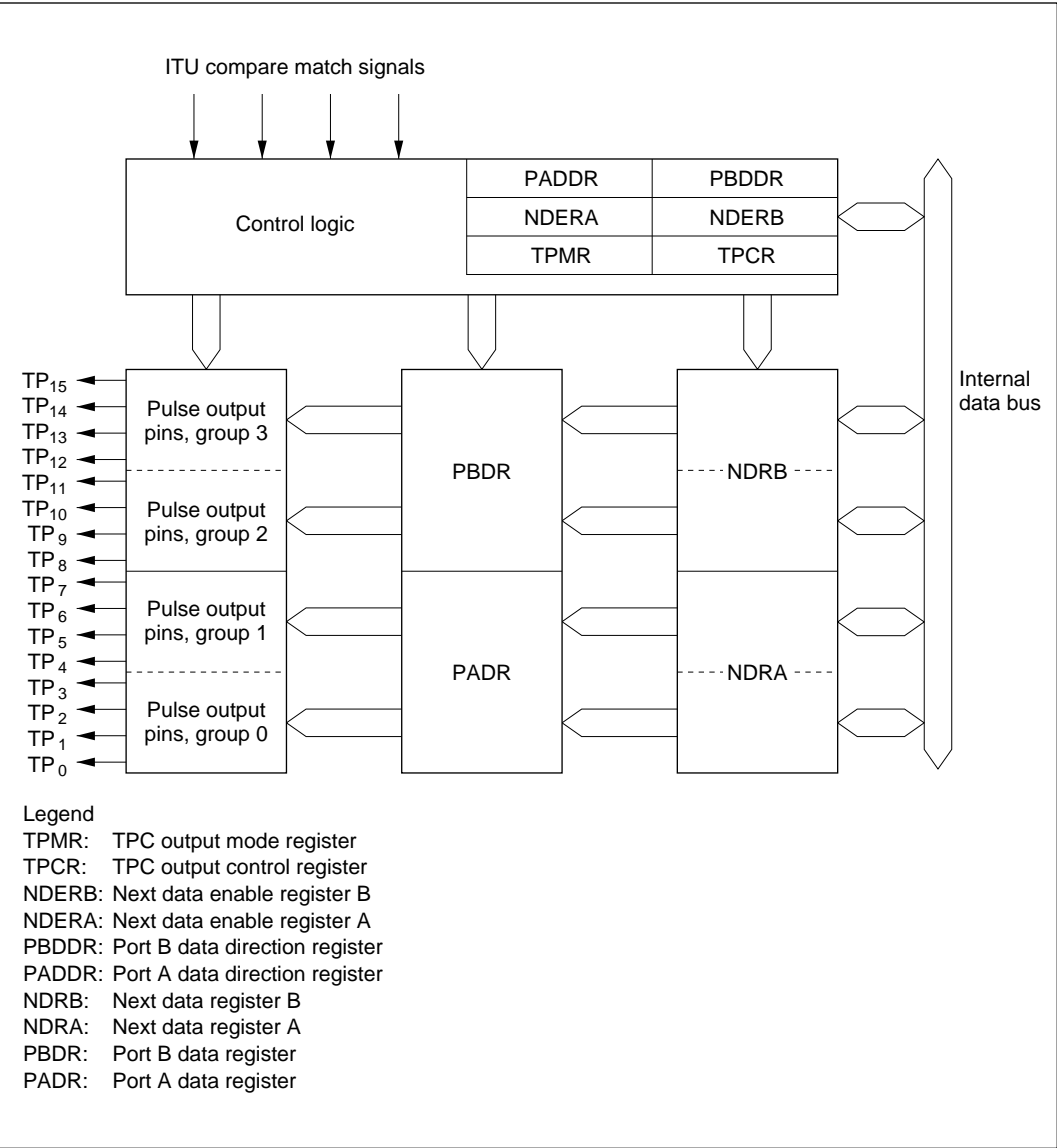 ITU compare match signals
Control logic
PADDR
PBDDR
NDERA
NDERB
TPMR
TPCR
Internal
data bus
TP15
TP14
TP13
TP12
TP11
TP10
TP9
TP8
TP7
TP6
TP5
TP4
TP3
TP2
TP1
TP0
Pulse output
pins, group 3
Pulse output
pins, group 2
Pulse output
pins, group 1
Pulse output
pins, group 0
PBDR
PADR
NDRB
NDRA
Legend
TPMR: TPC output mode register
TPCR: TPC output control register
NDERB: Next data enable register B
NDERA: Next data enable register A
PBDDR: Port B data direction register
PADDR: Port A data direction register
NDRB: Next data register B
NDRA: Next data register A
PBDR: Port B data register
PADR: Port A data register